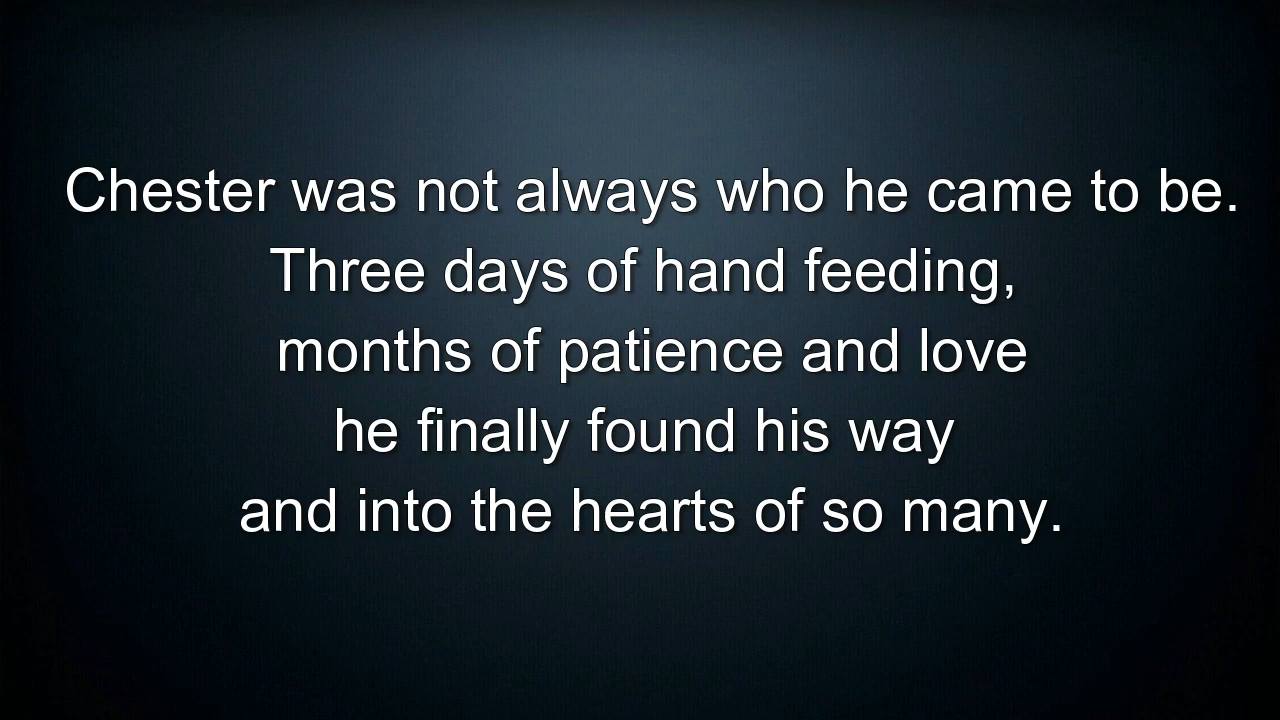 Chester was not always who he came to be.
Three days of hand feeding,
months of patience and love
he finally found his way
and into the hearts of so many.